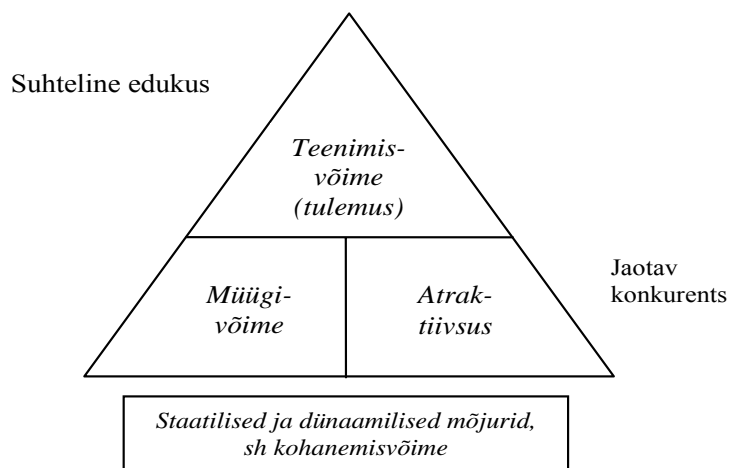 Suhteline edukus
Teenimis-
võime
(tulemus)
Müügi-
võime
Atrak-
tiivsus
Jaotav
konkurents
Staatilised ja dünaamilised mõjurid,
sh kohanemisvõime